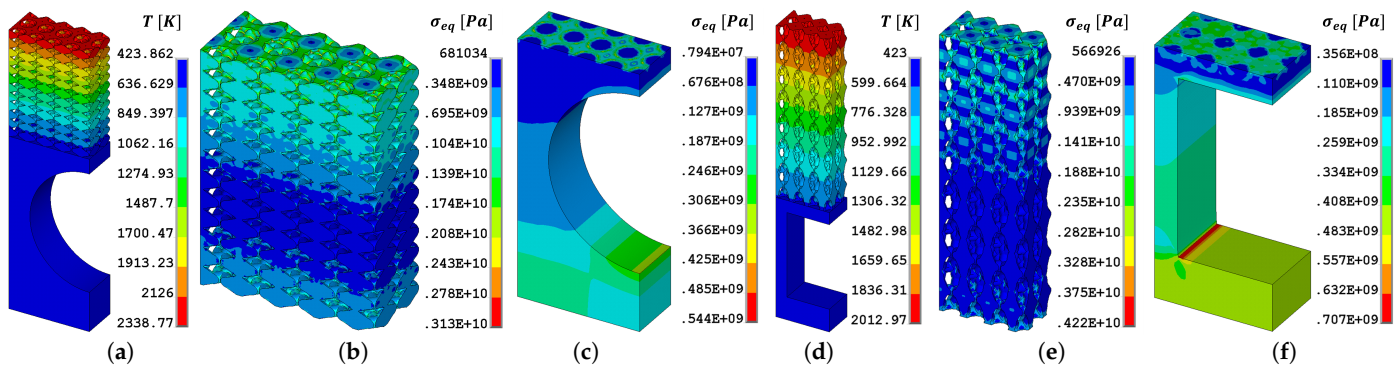 T [K]
423.862
636.629
849.397
1062.16
1274.93
1487.7
1700.47
1913.23
2126
2338.77
(a)
σeq [Pa]
681034
.348E+09
.695E+09
.104E+10
.139E+10
.174E+10
.208E+10
.243E+10
.278E+10
.313E+10
(b)
σeq [Pa]
.794E+07
.676E+08
.127E+09
.187E+09
.246E+09
.306E+09
.366E+09
.425E+09
.485E+09
.544E+09
(c)
T [K]
423
599.664
776.328
952.992
1129.66
1306.32
1482.98
1659.65
1836.31
2012.97
(d)
σeq [Pa]
566926
.470E+09
.939E+09
.141E+10
.188E+10
.235E+10
.282E+10
.328E+10
.375E+10
.422E+10
(e)
σeq [Pa]
.356E+08
.110E+09
.185E+09
.259E+09
.334E+09
.408E+09
.483E+09
.557E+09
.632E+09
.707E+09
(f)